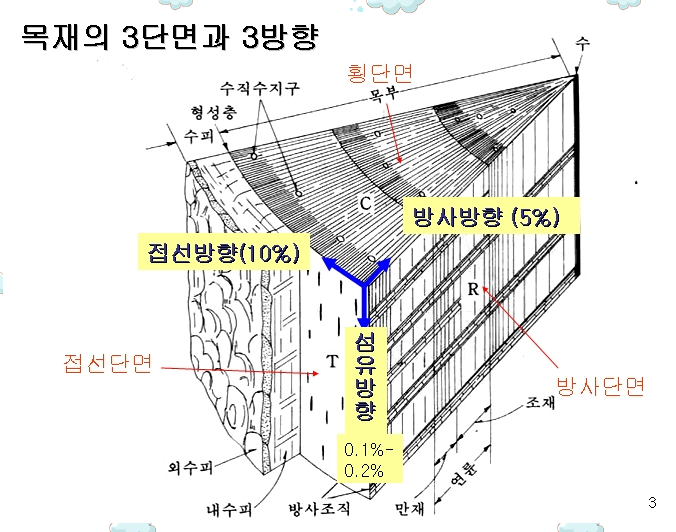 목재의 3단면과 3방향
수
횡단면
수직수지구
목부
형성층
수피
C
방사방향 (5%)
접선방향(10%)
R
섬유방향
T
접선단면
방사단면
조재
0.1%-
0.2%
외수피
연륜
내수피
방사조직
만재
3